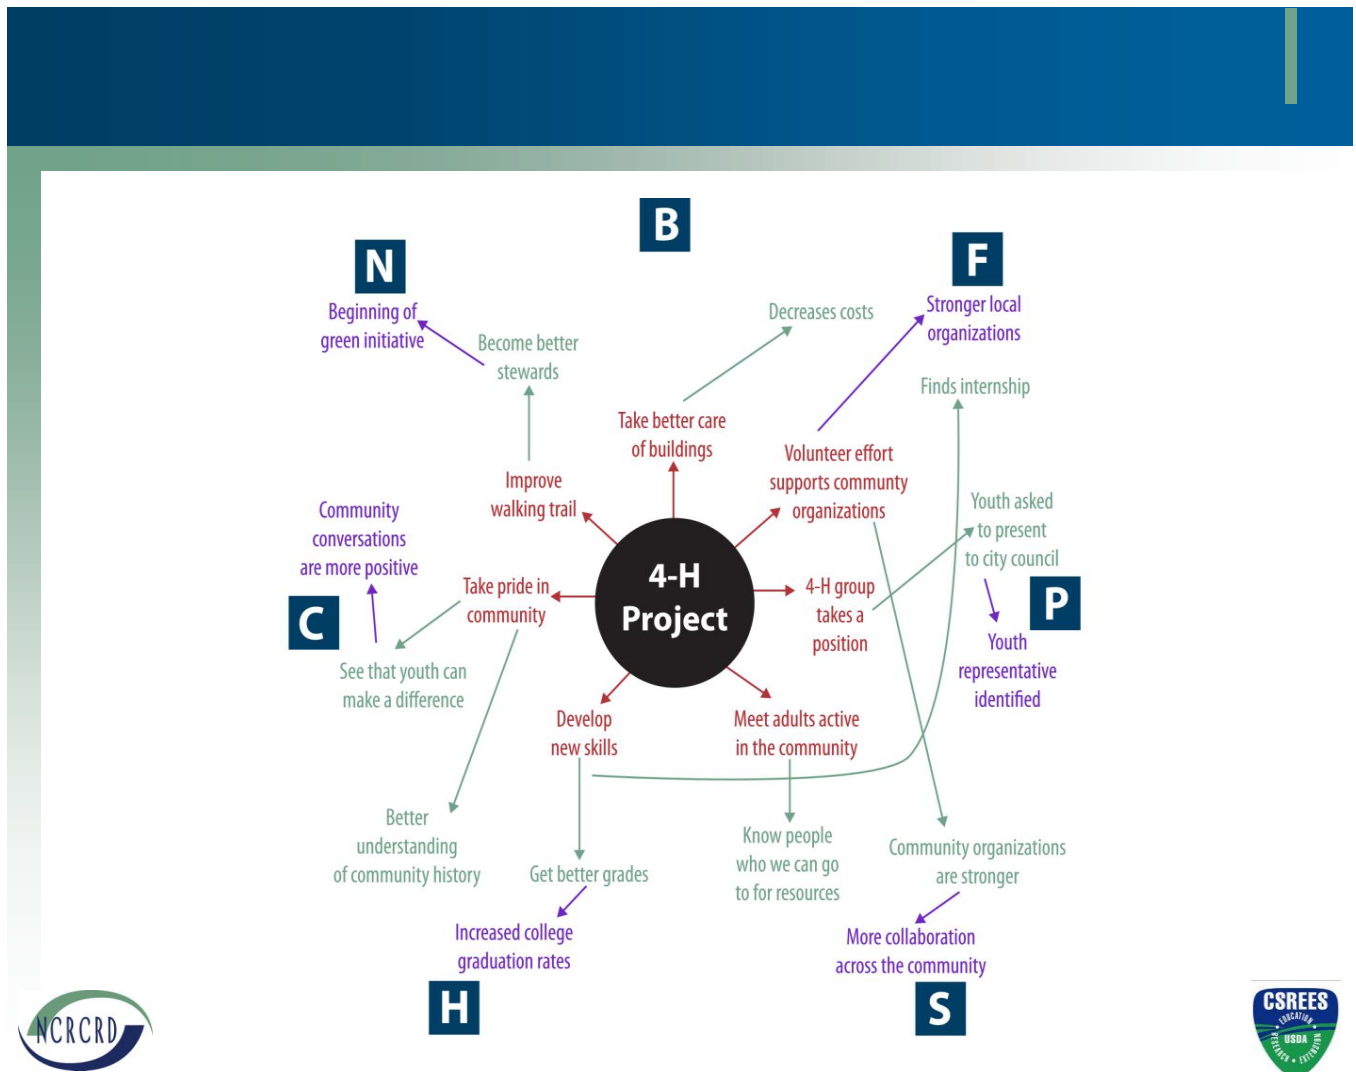 B
N
F
Beginning of
green initiative
Stronger local
organizations
Decreases costs
Become better
stewards
Finds internship
Take better care
of buildings
Volunteer effort
supports communty
organizations
Improve
walking trail
Youth asked
to present
to city council
Community
conversations
are more positive
4-H
Project
Take pride in
community
4-H group
takes a
position
C
P
Youth
representative
identified
See that youth can
make a difference
Develop
new skills
Meet adults active
in the community
Better
understanding
of community history
Get better grades
Know people
who we can go
to for resources
Community organizations
are stronger
Increased college
graduation rates
More collaboration
across the community
H
S
NCRCRD
CSREES
EDUCATION
USDA
RESEARCH • EXTENSION